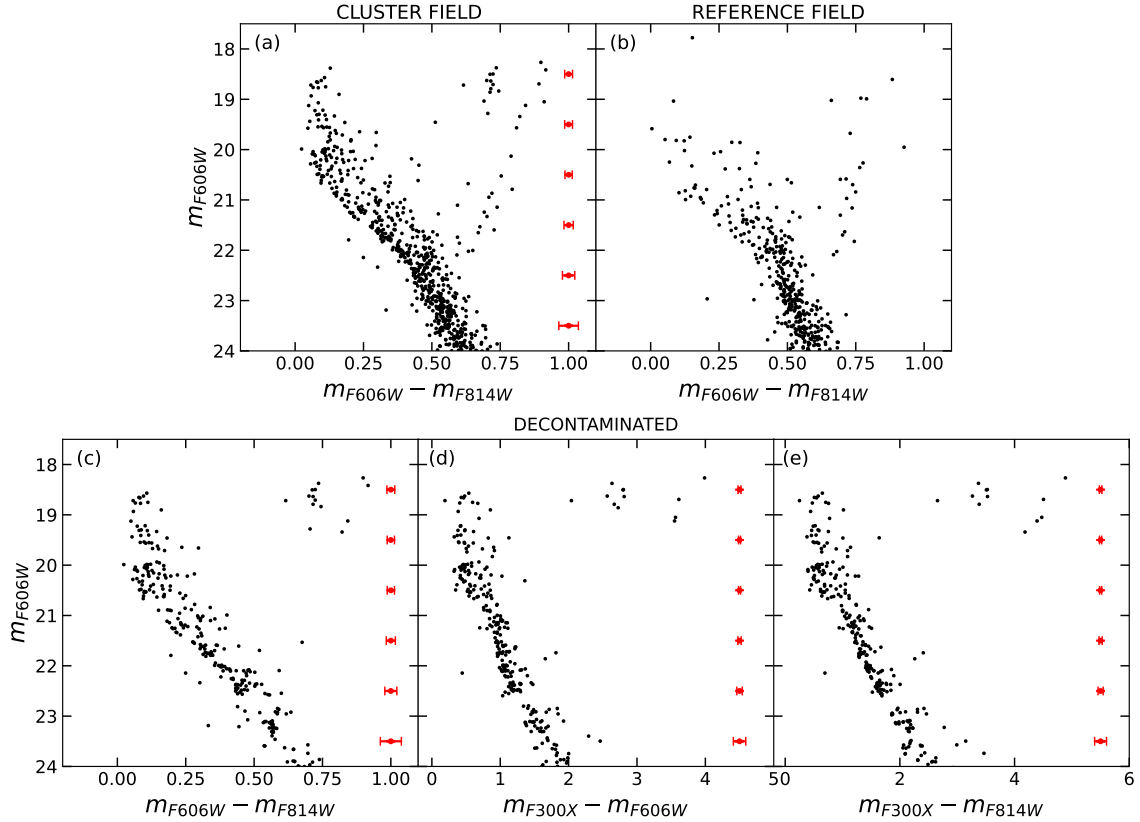 CLUSTER FIELD REFERENCE FIELD
(a) (b)
18
19
20
21
22
23
24
m_F606W
0.00 0.25 0.50 0.75 1.00 0.00 0.25 0.50 0.75 1.00
m_F606W − m_F814W m_F606W − m_F814W
DECONTAMINATED
(c) (d) (e)
18
19
20
21
22
23
24
m_F606W
0.00 0.25 0.50 0.75 1.00 0 1 2 3 4 50 2 4 6
m_F606W − m_F814W m_F300X − m_F606W m_F300X − m_F814W